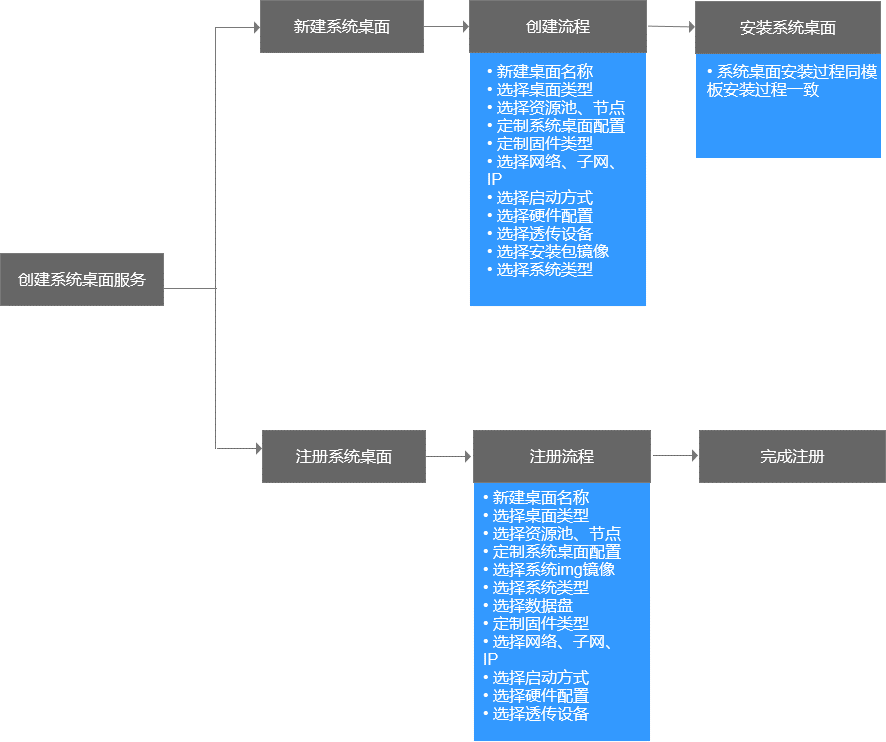 新建系统桌面
创建流程
安装系统桌面
• 新建桌面名称
• 选择桌面类型
• 选择资源池、节点
• 定制系统桌面配置
• 定制固件类型
• 选择网络、子网、
IP
• 选择启动方式
• 选择硬件配置
• 选择透传设备
• 选择安装包镜像
• 选择系统类型
• 系统桌面安装过程同模
板安装过程一致
创建系统桌面服务
注册系统桌面
注册流程
完成注册
• 新建桌面名称
• 选择桌面类型
• 选择资源池、节点
• 定制系统桌面配置
• 选择系统img镜像
• 选择系统类型
• 选择数据盘
• 定制固件类型
• 选择网络、子网、
IP
• 选择启动方式
• 选择硬件配置
• 选择透传设备